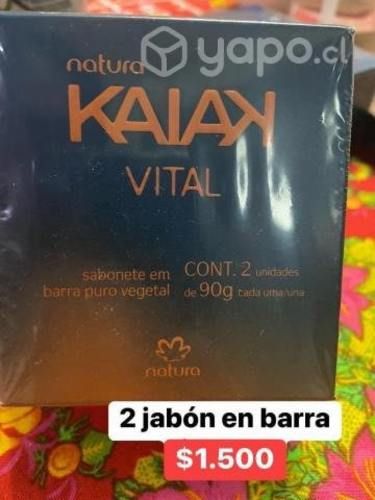 yapo.cl
natura
KAIAK
VITAL
sabonete em
barra puro vegetal
CONT. 2 unidades
de 90g cada uma/una
natura
2 jabón en barra
$1.500